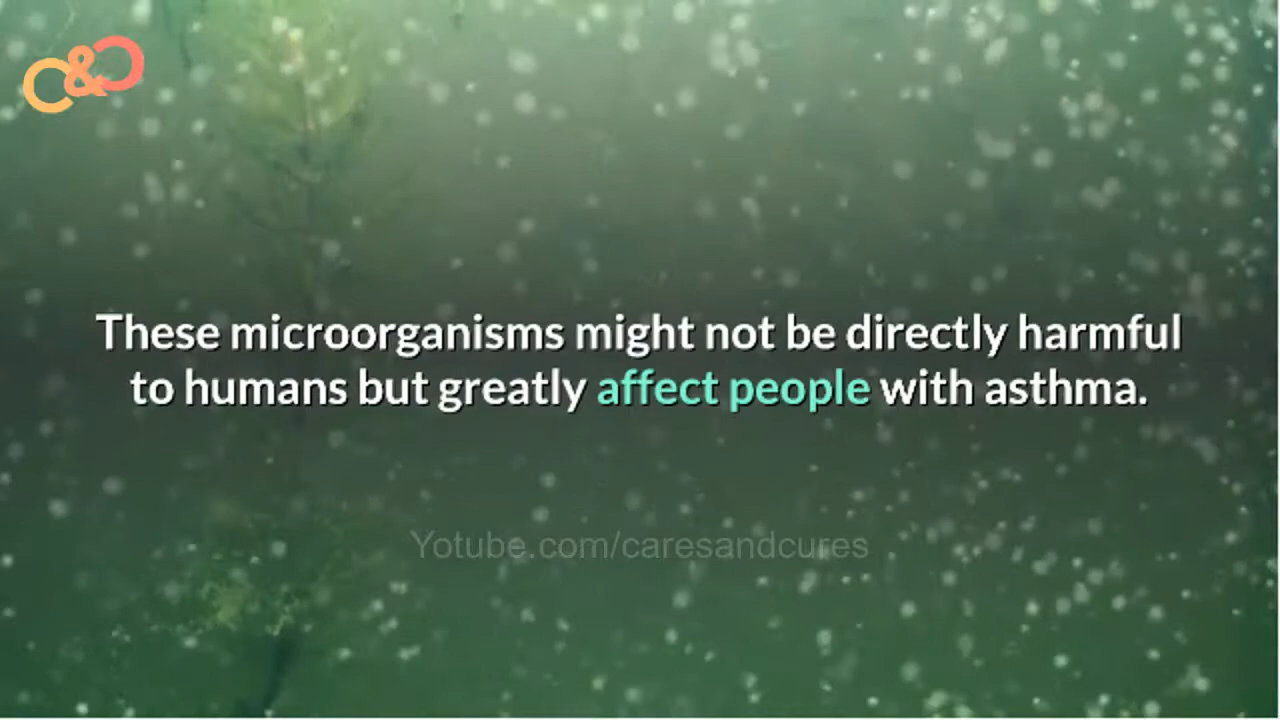 C&C
These microorganisms might not be directly harmful
to humans but greatly affect people with asthma.
Yotube.com/caresandcures